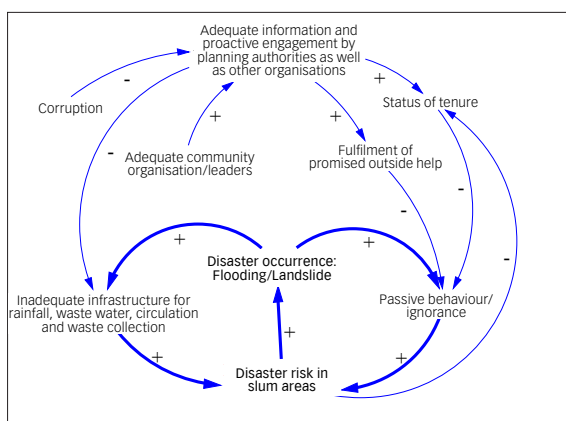 Adequate information and
proactive engagement by
planning authorities as well
as other organisations
-
+
Corruption
Status of tenure
+
+
-
Adequate community
organisation/leaders
Fulfilment of
promised outside help
-
-
+
+
Disaster occurrence:
Flooding/Landslide
-
Inadequate infrastructure for
rainfall, waste water, circulation
and waste collection
Passive behaviour/
ignorance
+
+
+
Disaster risk in
slum areas